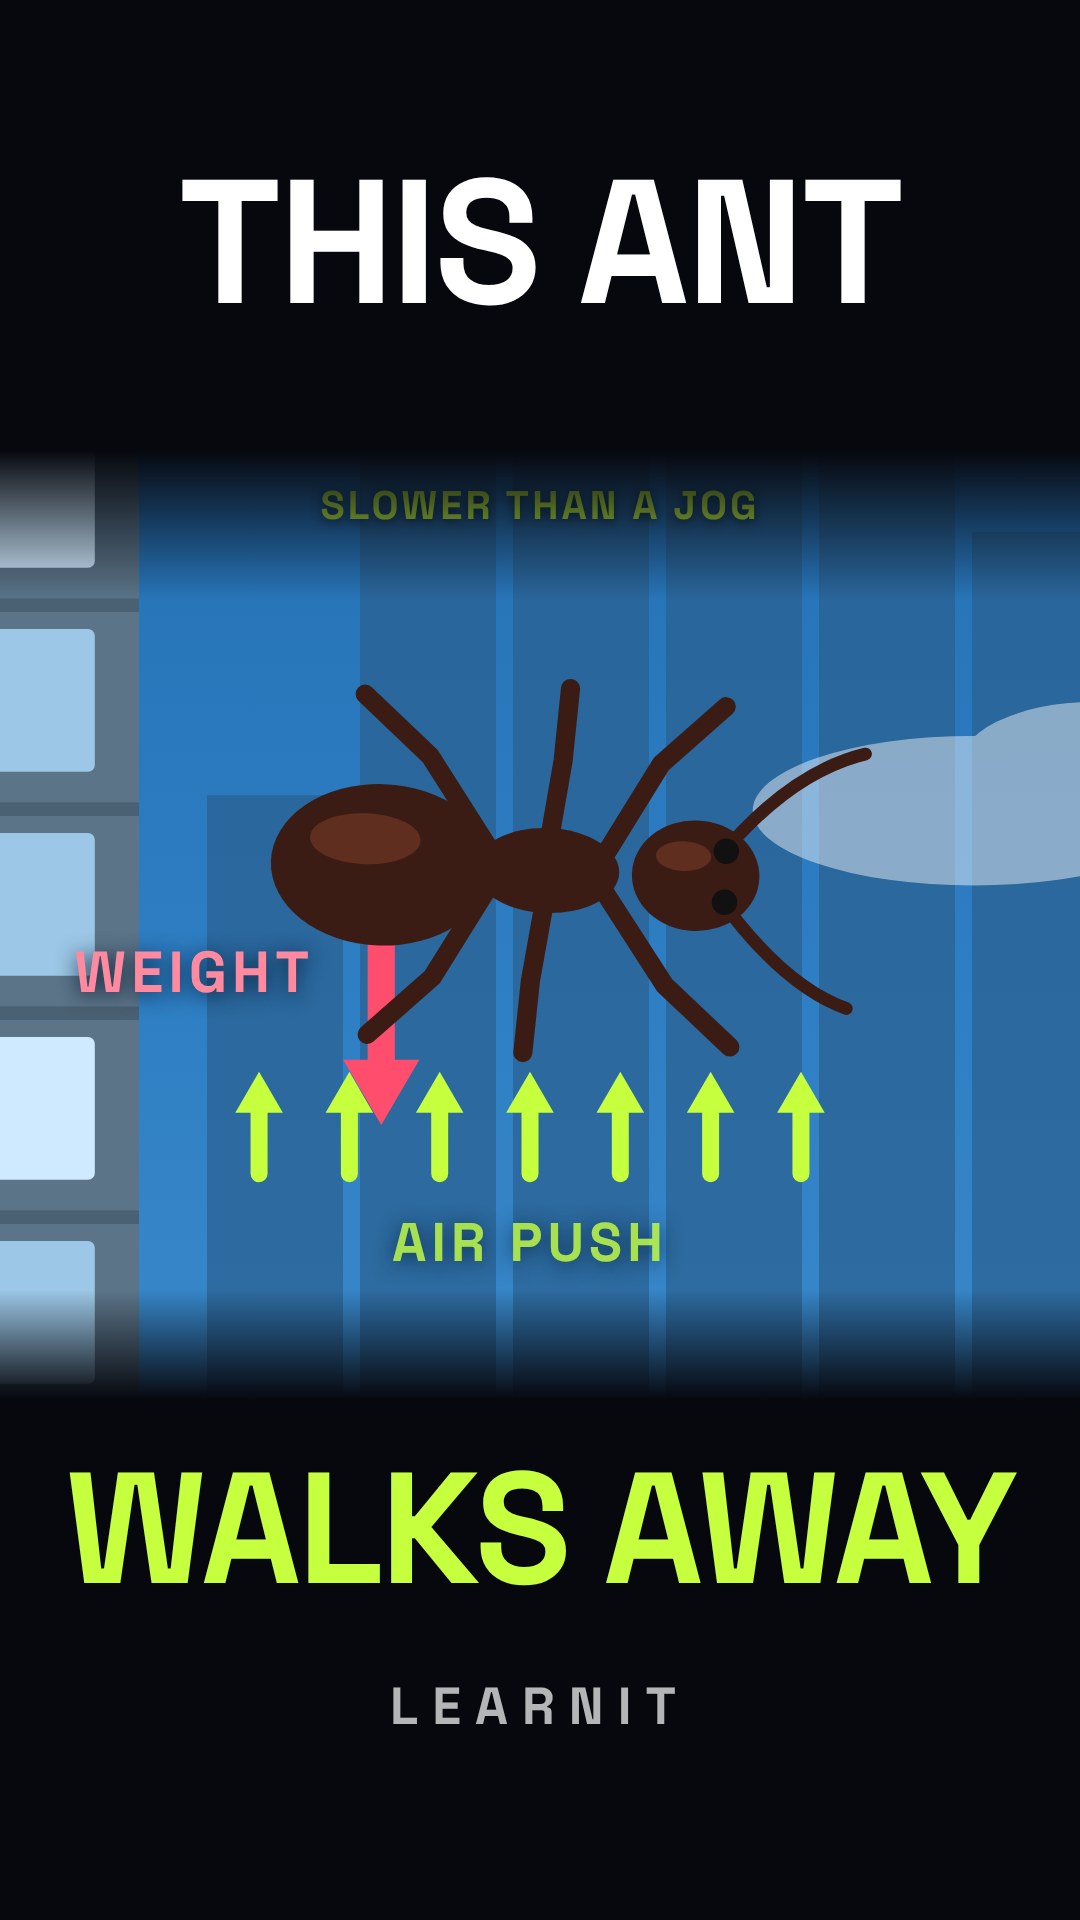 THIS ANT
SLOWER THAN A JOG
WEIGHT
AIR PUSH
WALKS AWAY
LEARNIT